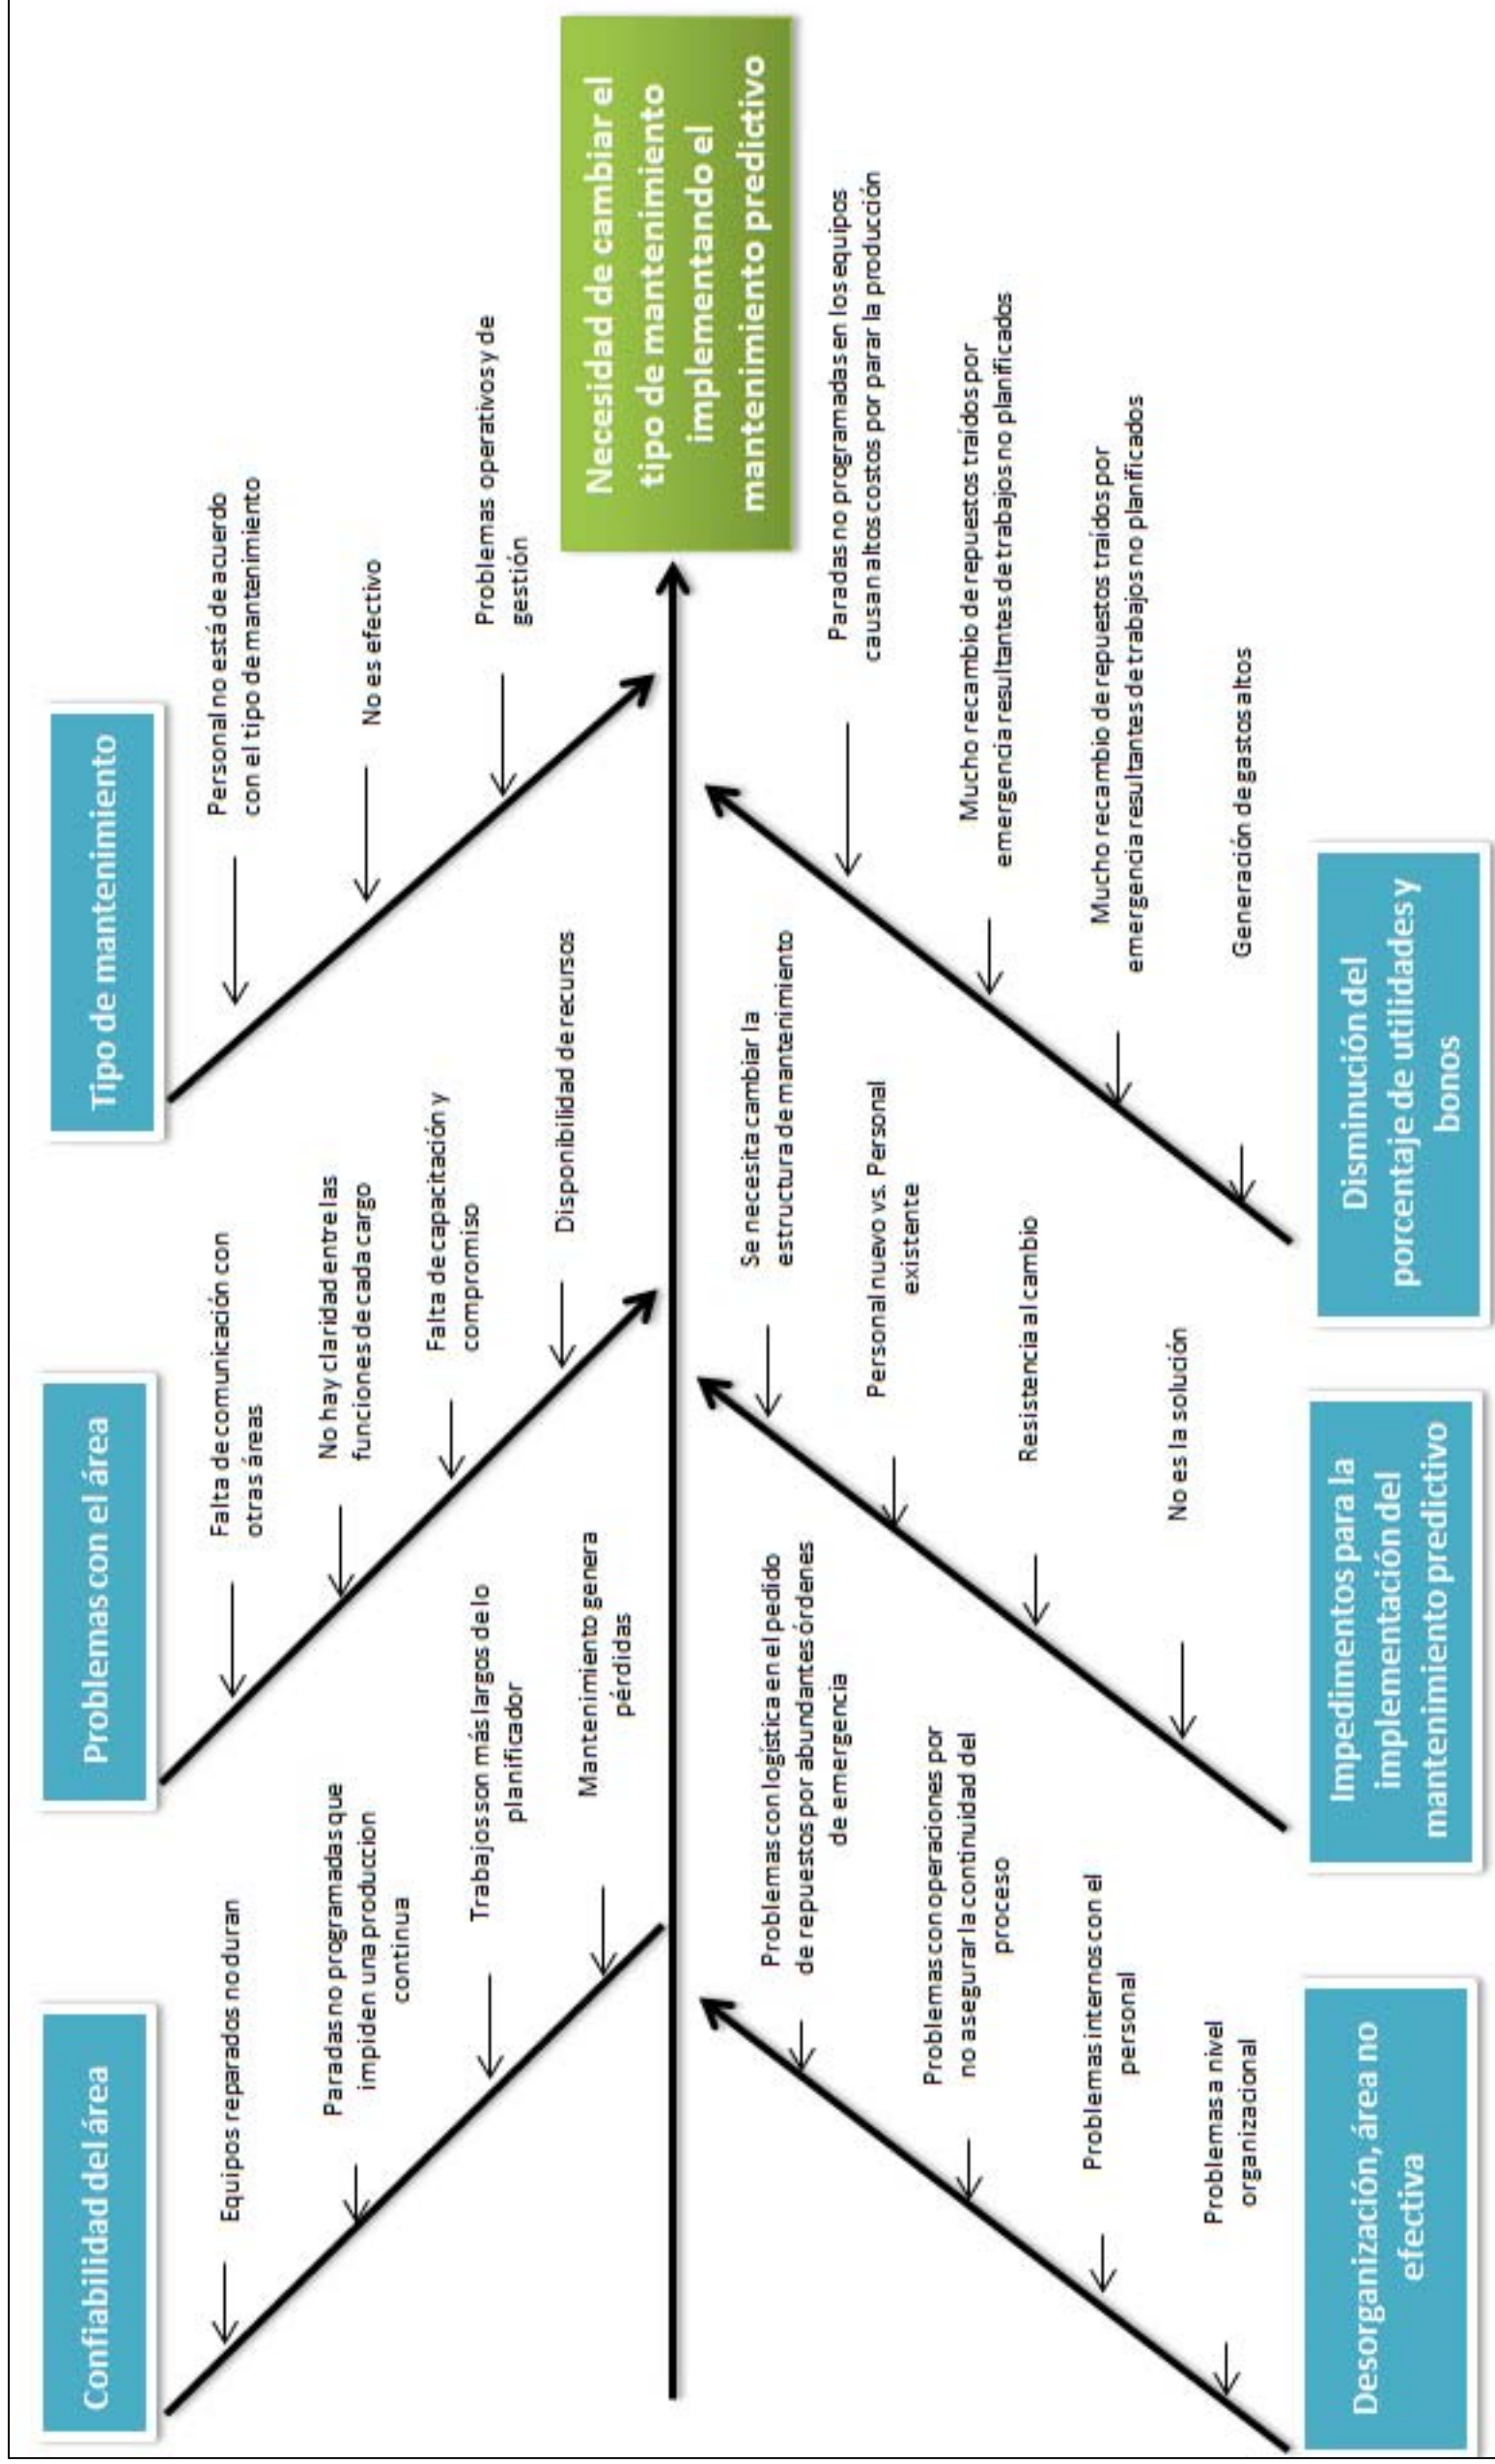 Confiabilidad del área
Equipos reparados no duran
Paradas no programadas que
impiden una produccion
continua
Trabajos son más largos de lo
planificador
Mantenimiento genera
pérdidas
Problemas con el área
Falta de comunicación con
otras áreas
No hay claridad entre las
funciones de cada cargo
Falta de capacitación y
compromiso
Disponibilidad de recursos
Tipo de mantenimiento
Personal no está de acuerdo
con el tipo de mantenimiento
No es efectivo
Problemas operativos y de
gestión
Necesidad de cambiar el
tipo de mantenimiento
implementando el
mantenimiento predictivo
Problemas con logística en el pedido
de repuestos por abundantes órdenes
de emergencia
Problemas con operaciones por
no asegurar la continuidad del
proceso
Problemas internos con el
personal
Problemas a nivel
organizacional
Desorganización, área no
efectiva
Se necesita cambiar la
estructura de mantenimiento
Personal nuevo vs. Personal
existente
Resistencia al cambio
No es la solución
Impedimentos para la
implementación del
mantenimiento predictivo
Paradas no programadas en los equipos
causan altos costos por parar la producción
Mucho recambio de repuestos traídos por
emergencia resultantes de trabajos no planificados
Mucho recambio de repuestos traídos por
emergencia resultantes de trabajos no planificados
Generación de gastos altos
Disminución del
porcentaje de utilidades y
bonos